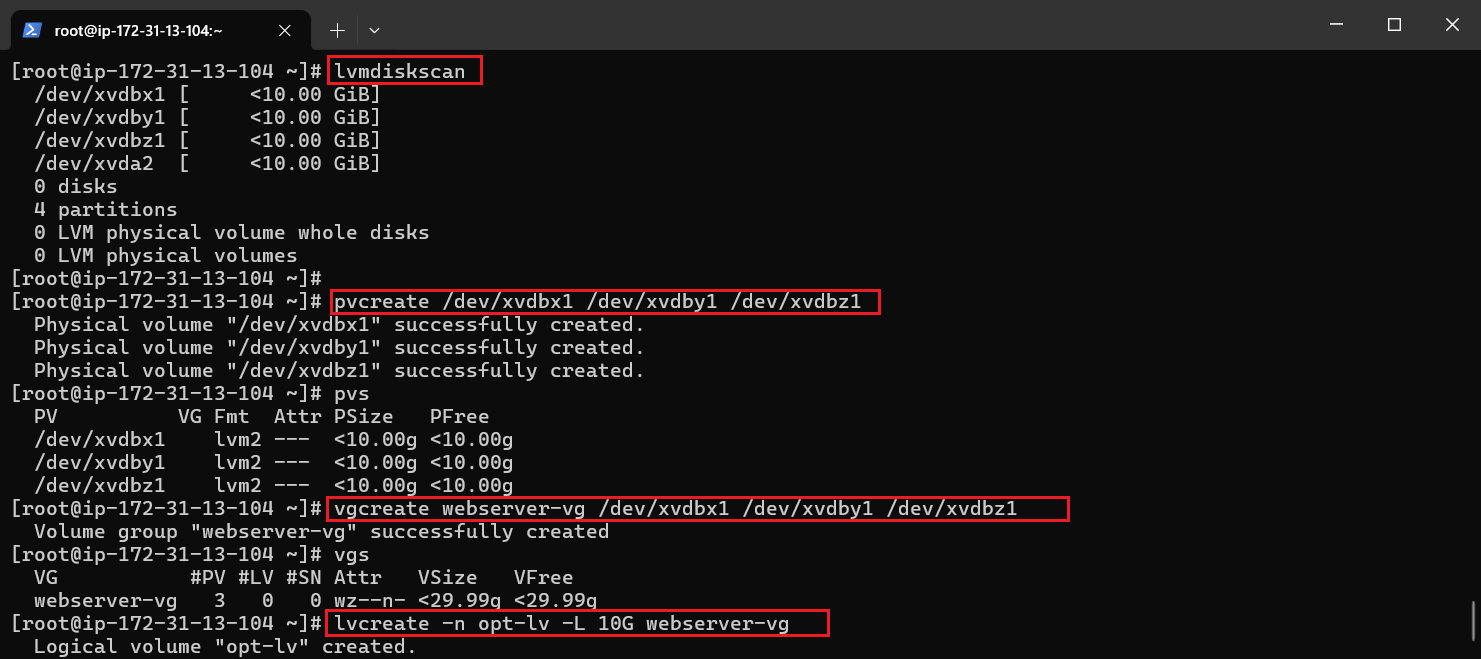 root@ip-172-31-13-104:~
[root@ip-172-31-13-104 ~]# lvmdiskscan
  /dev/xvdbx1 [     <10.00 GiB]
  /dev/xvdby1 [     <10.00 GiB]
  /dev/xvdbz1 [     <10.00 GiB]
  /dev/xvda2  [     <10.00 GiB]
  0 disks
  4 partitions
  0 LVM physical volume whole disks
  0 LVM physical volumes
[root@ip-172-31-13-104 ~]#
[root@ip-172-31-13-104 ~]# pvcreate /dev/xvdbx1 /dev/xvdby1 /dev/xvdbz1
  Physical volume "/dev/xvdbx1" successfully created.
  Physical volume "/dev/xvdby1" successfully created.
  Physical volume "/dev/xvdbz1" successfully created.
[root@ip-172-31-13-104 ~]# pvs
  PV          VG Fmt  Attr PSize   PFree
  /dev/xvdbx1    lvm2 ---  <10.00g <10.00g
  /dev/xvdby1    lvm2 ---  <10.00g <10.00g
  /dev/xvdbz1    lvm2 ---  <10.00g <10.00g
[root@ip-172-31-13-104 ~]# vgcreate webserver-vg /dev/xvdbx1 /dev/xvdby1 /dev/xvdbz1
  Volume group "webserver-vg" successfully created
[root@ip-172-31-13-104 ~]# vgs
  VG           #PV #LV #SN Attr   VSize   VFree
  webserver-vg   3   0   0 wz--n- <29.99g <29.99g
[root@ip-172-31-13-104 ~]# lvcreate -n opt-lv -L 10G webserver-vg
  Logical volume "opt-lv" created.